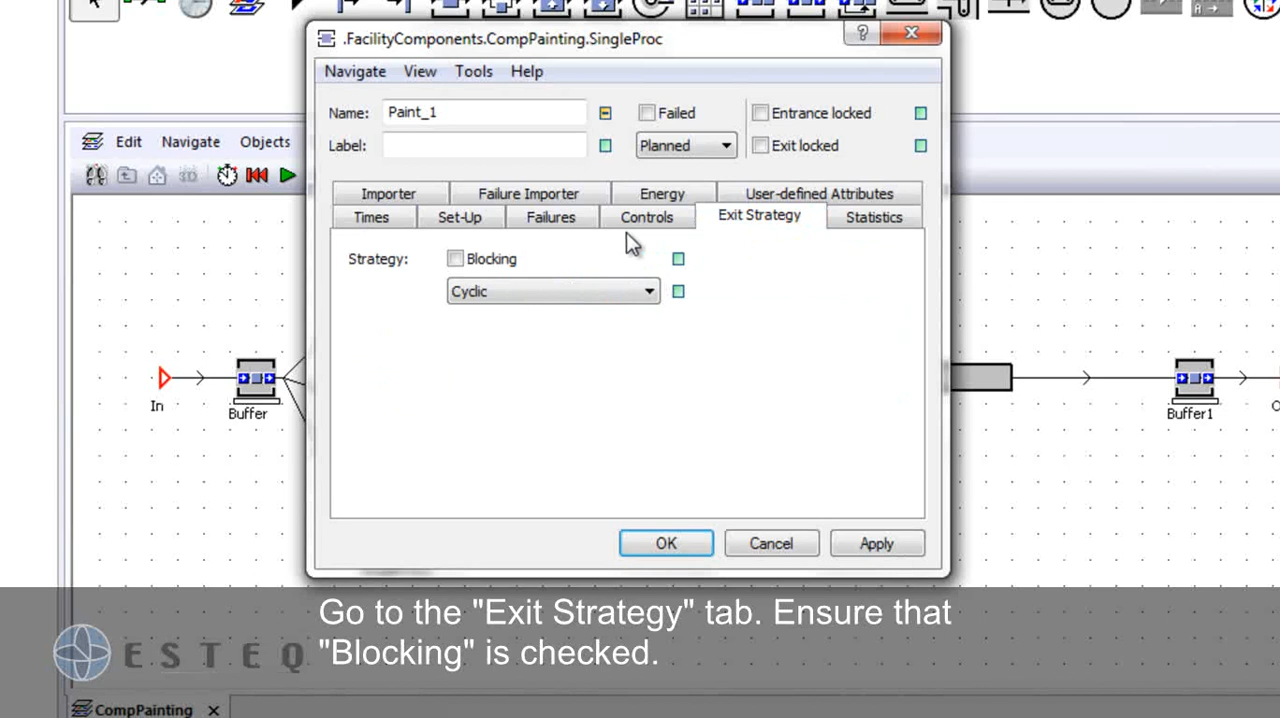 .FacilityComponents.CompPainting.SingleProc
?
Navigate View Tools Help
Name: Paint_1 Failed Entrance locked
Label: Planned Exit locked
Edit Navigate Objects
3D
Importer Failure Importer Energy User-defined Attributes
Times Set-Up Failures Controls Exit Strategy Statistics
Strategy: Blocking
Cyclic
In
Buffer
Buffer1
OK Cancel Apply
Go to the "Exit Strategy" tab. Ensure that
"Blocking" is checked.
ESTEQ
CompPainting